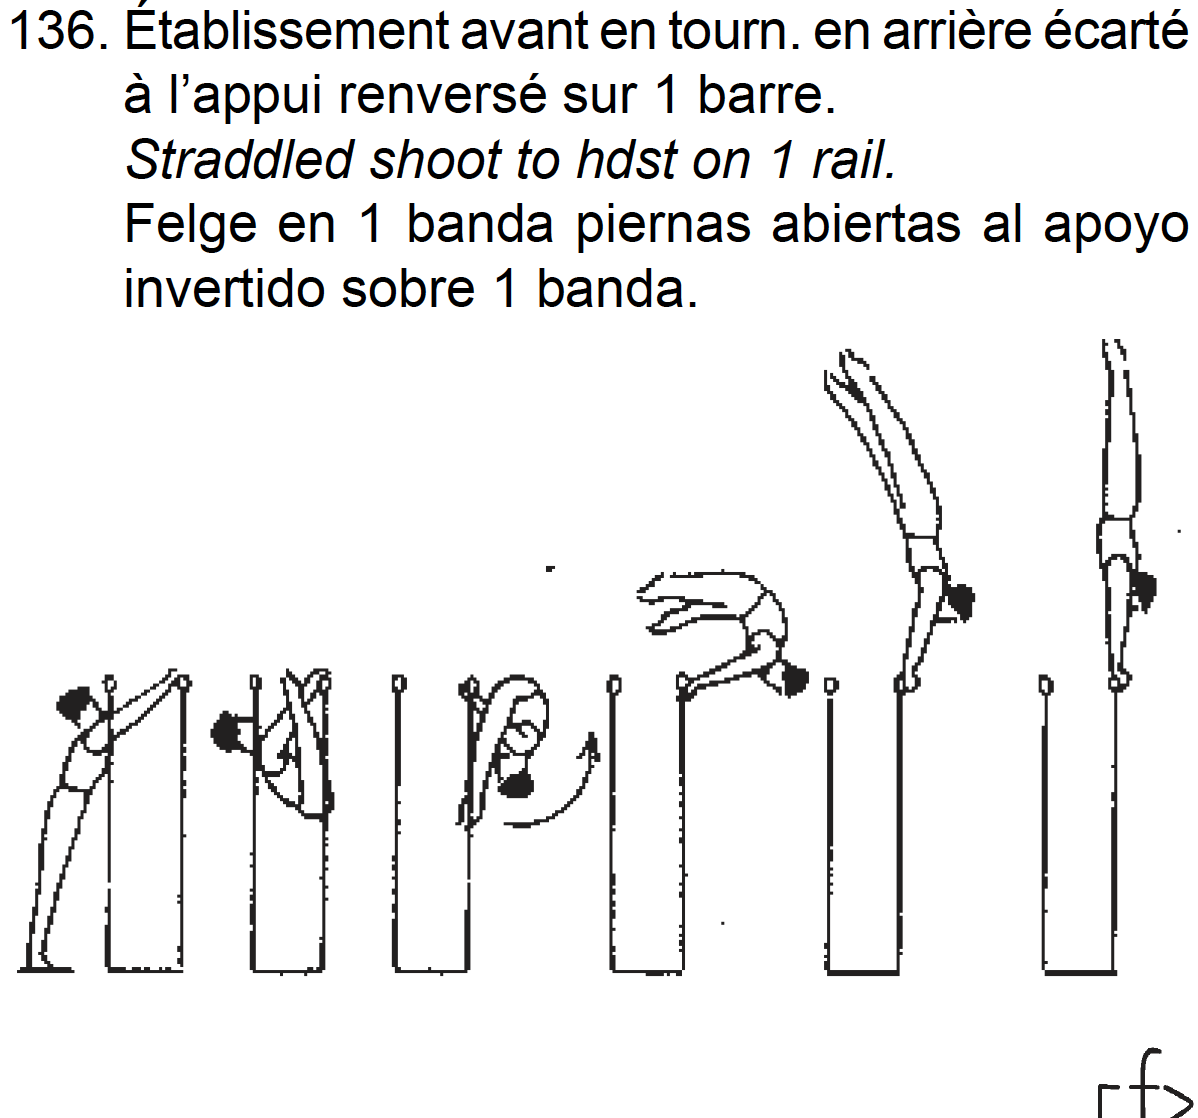 136. Établissement avant en tourn. en arrière écarté
à l’appui renversé sur 1 barre.
Straddled shoot to hdst on 1 rail.
Felge en 1 banda piernas abiertas al apoyo
invertido sobre 1 banda.